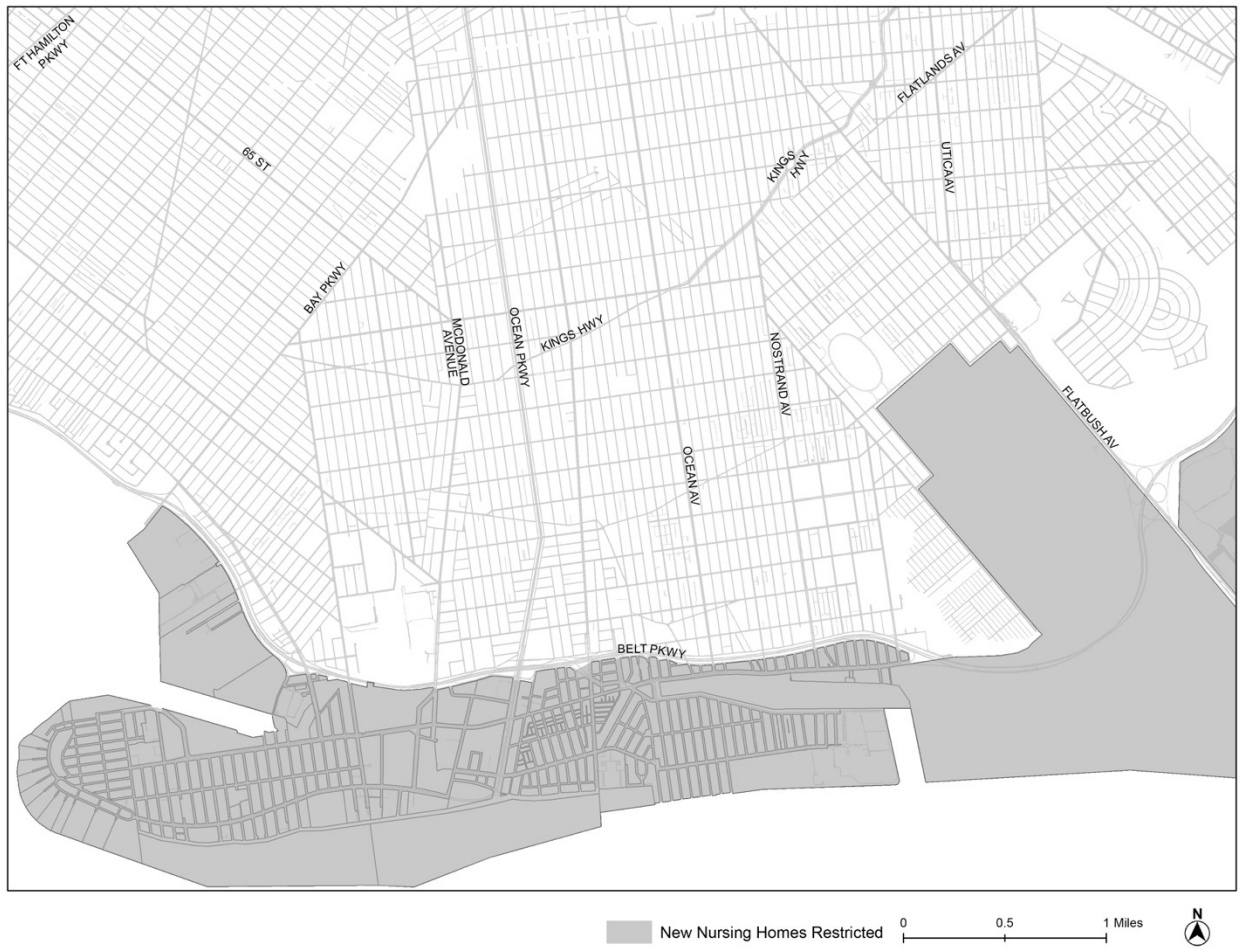 FT HAMILTON
PKWY
FLATLANDS AV
65 ST
UTICA AV
KINGS
HWY
BAY PKWY
OCEAN PKWY
MCDONALD
AVENUE
KINGS HWY
NOSTRAND AV
FLATBUSH AV
OCEAN AV
BELT PKWY
New Nursing Homes Restricted
0 0.5 1 Miles
N